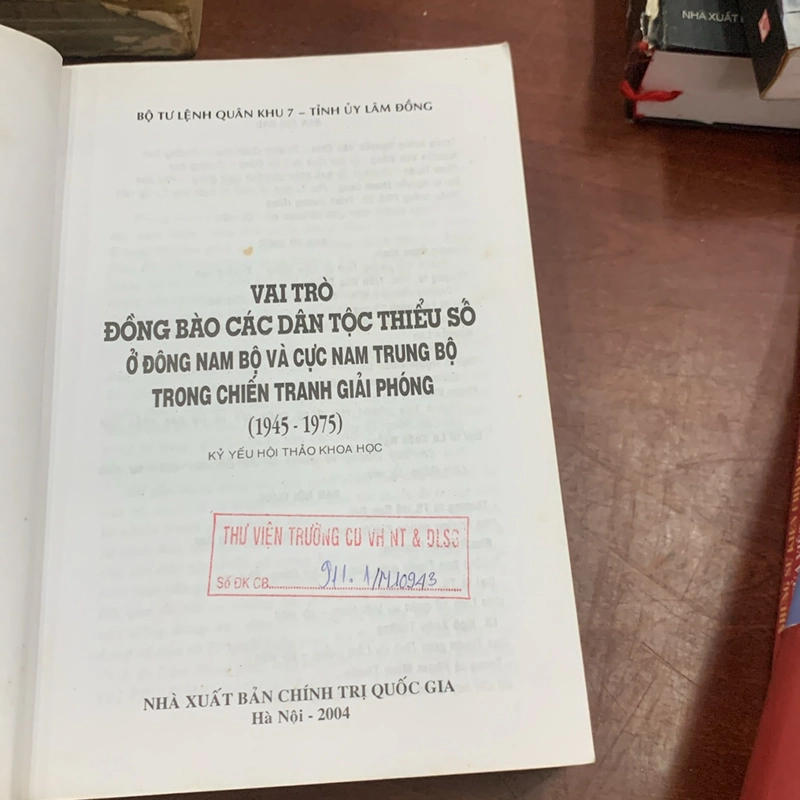 BỘ TƯ LỆNH QUÂN KHU 7 – TỈNH ỦY LÂM ĐỒNG
VAI TRÒ
ĐỒNG BÀO CÁC DÂN TỘC THIỂU SỐ
Ở ĐÔNG NAM BỘ VÀ CỰC NAM TRUNG BỘ
TRONG CHIẾN TRANH GIẢI PHÓNG
(1945 - 1975)
KỶ YẾU HỘI THẢO KHOA HỌC
THƯ VIỆN TRƯỜNG CĐ VH NT & DLSG
Số ĐK CB 911.1/M10943
NHÀ XUẤT BẢN CHÍNH TRỊ QUỐC GIA
Hà Nội - 2004
NHÀ XUẤT